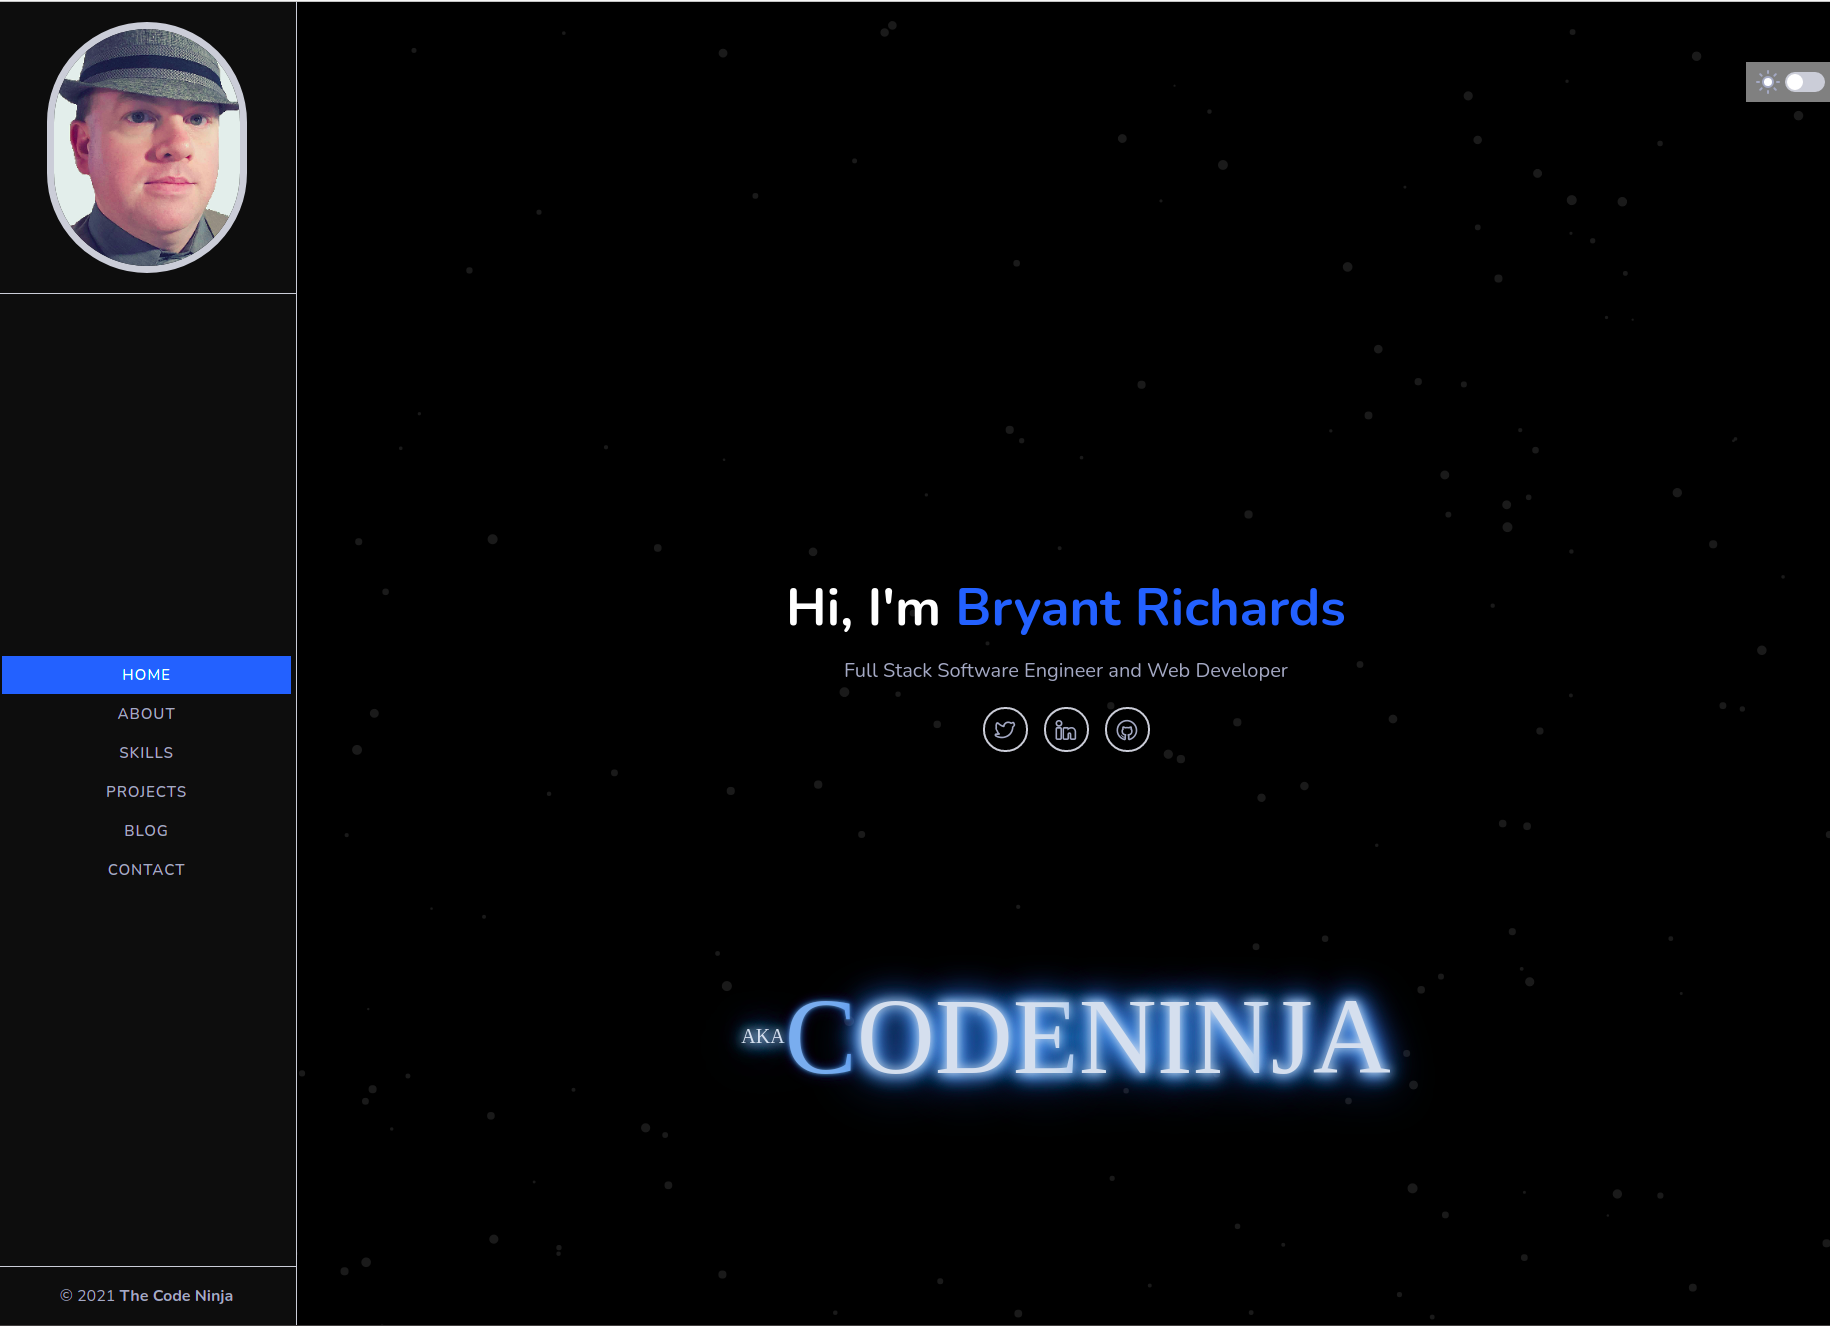 HOME
ABOUT
SKILLS
PROJECTS
BLOG
CONTACT
© 2021 The Code Ninja
Hi, I'm Bryant Richards
Full Stack Software Engineer and Web Developer
AKA CODENINJA